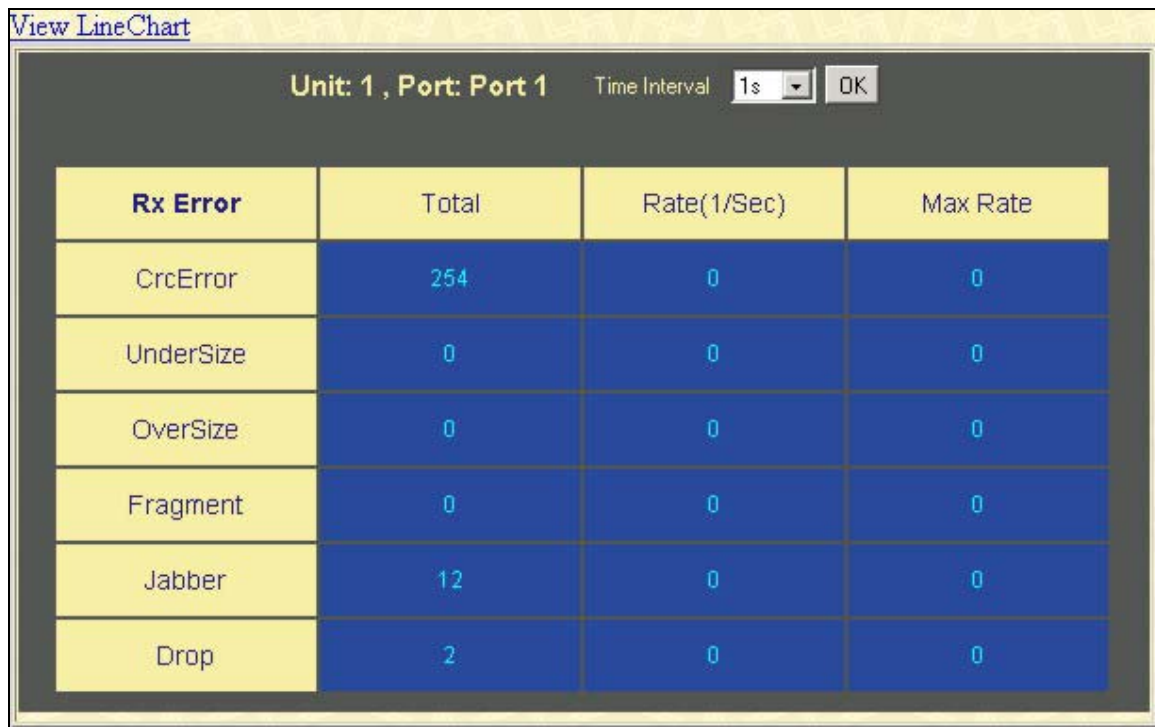 View LineChart
Unit: 1 , Port: Port 1 Time Interval 1s OK
Rx Error Total Rate(1/Sec) Max Rate
CrcError 254 0 0
UnderSize 0 0 0
OverSize 0 0 0
Fragment 0 0 0
Jabber 12 0 0
Drop 2 0 0